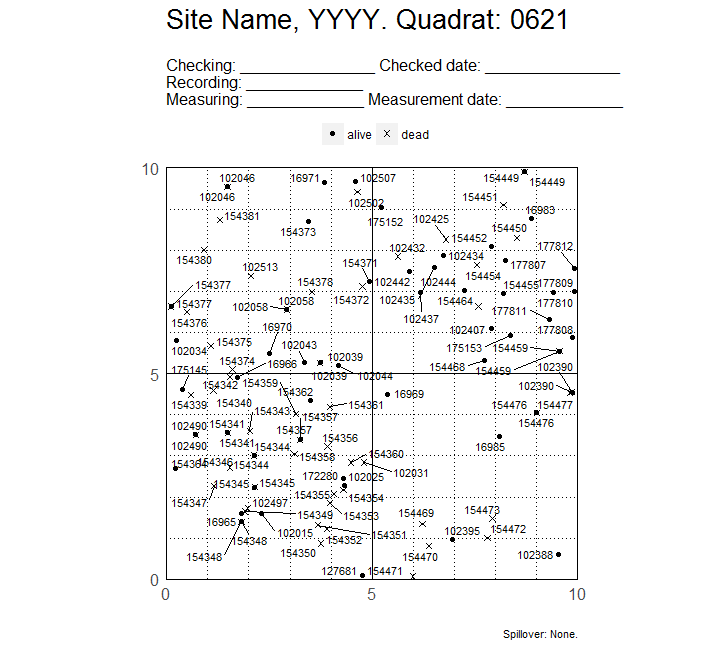 Site Name, YYYY. Quadrat: 0621
Checking: _______________ Checked date: _______________
Recording: _____________
Measuring: _____________ Measurement date: _____________
alive dead
10
102046 16971 102507 154449 154449
102046 102502 154451 16983
154381 175152 102425
154373 154452 154450
154380 102432 177812
102513 154371 102434 177807
154377 154378 102442 102444 154454 154455 177809
154377 102058 102058 154372 102435 154464 177810
154376 16970 102437 177811
102034 154375 102043 102407 177808
154374 16966 102039 175153 154459
175145 102039 102044 154468 154459 102390
5
154342 154359 154362 16969 102390
154339 154340 154343 154361 154476 154477
102490 154341 154357 154476
102490 154341 154357 154356 16985
154344 154358 154360
154364 154346 154344 172280 102025 102031
154345 154345 154355 154354
154347 102497 154349 154353 154469 154473
16965 102015 154351 102395 154472
154348 154348 154350 154352 154470 102388
127681 154471
0
0 5 10
Spillover: None.